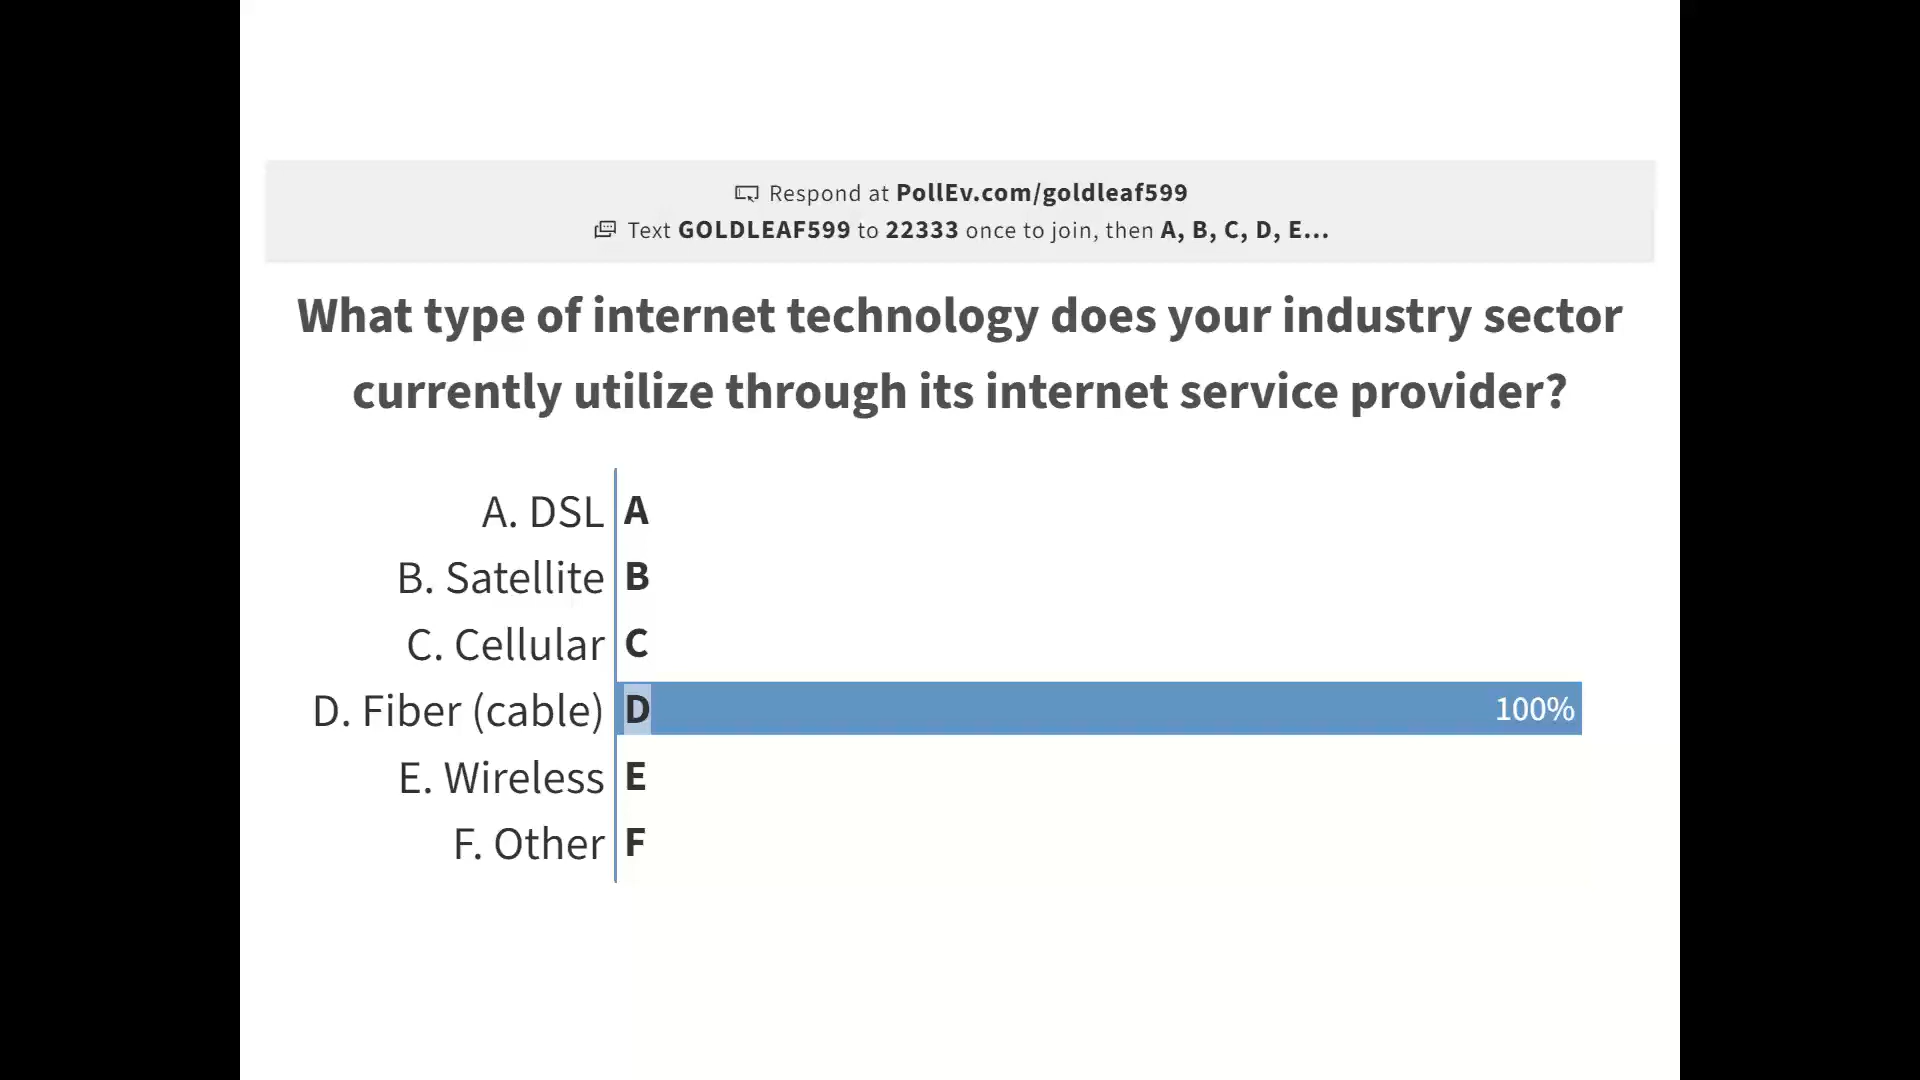 Respond at PollEv.com/goldleaf599
Text GOLDLEAF599 to 22333 once to join, then A, B, C, D, E...
What type of internet technology does your industry sector
currently utilize through its internet service provider?
A. DSL A
B. Satellite B
C. Cellular C
D. Fiber (cable) D 100%
E. Wireless E
F. Other F